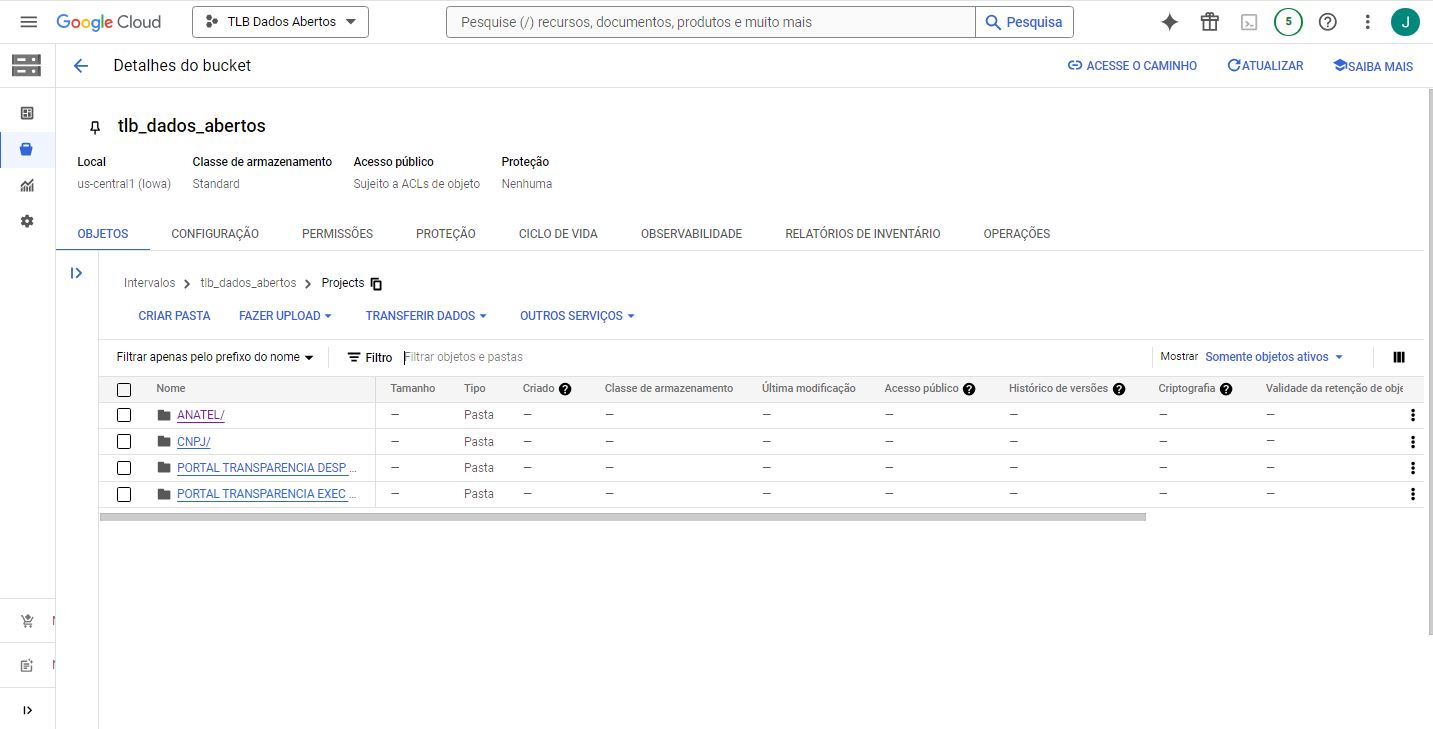 Google Cloud TLB Dados Abertos Pesquise (/) recursos, documentos, produtos e muito mais Pesquisa 5 J
Detalhes do bucket ACESSE O CAMINHO ATUALIZAR SAIBA MAIS
tlb_dados_abertos
Local Classe de armazenamento Acesso público Proteção
us-central1 (Iowa) Standard Sujeito a ACLs de objeto Nenhuma
OBJETOS CONFIGURAÇÃO PERMISSÕES PROTEÇÃO CICLO DE VIDA OBSERVABILIDADE RELATÓRIOS DE INVENTÁRIO OPERAÇÕES
Intervalos > tlb_dados_abertos > Projects
CRIAR PASTA FAZER UPLOAD TRANSFERIR DADOS OUTROS SERVIÇOS
Filtrar apenas pelo prefixo do nome Filtro Filtrar objetos e pastas Mostrar Somente objetos ativos
Nome Tamanho Tipo Criado Classe de armazenamento Última modificação Acesso público Histórico de versões Criptografia Validade da retenção de obje
ANATEL/ — Pasta — — — — — — —
CNPJ/ — Pasta — — — — — — —
PORTAL TRANSPARENCIA DESP ... — Pasta — — — — — — —
PORTAL TRANSPARENCIA EXEC ... — Pasta — — — — — — —